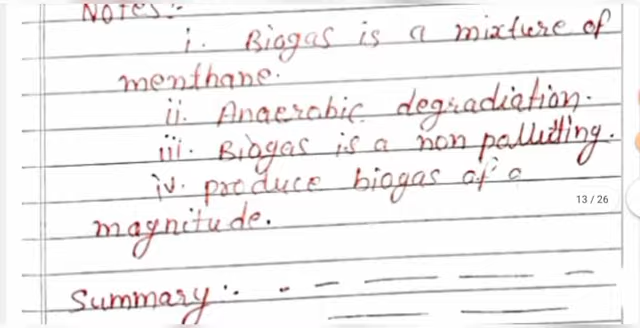 NOTES:-
i. Biogas is a mixture of
menthane.
ii. Anaerobic degradiation.
iii. Biogas is a non polluting.
iv. produce biogas of a
magnitude.
13 / 26
Summary :-